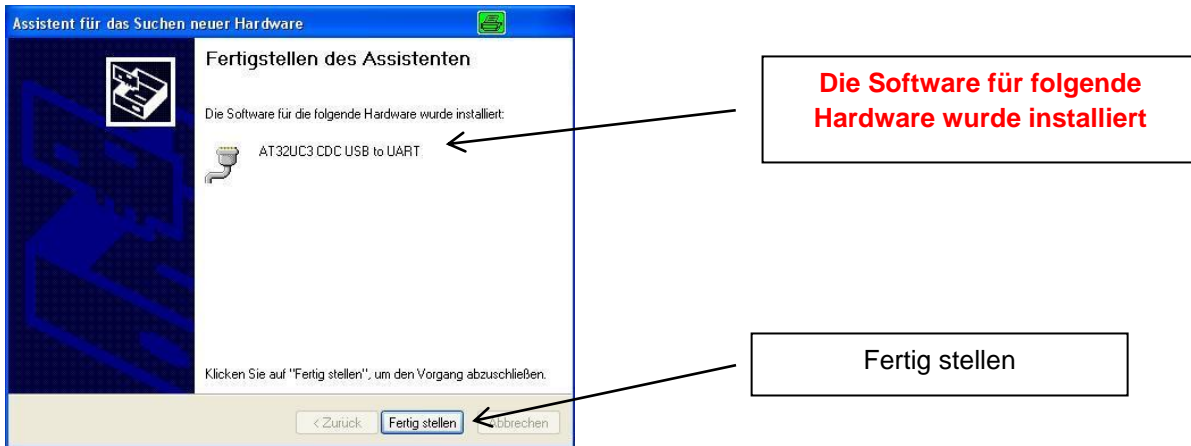 Assistent für das Suchen neuer Hardware
Fertigstellen des Assistenten
Die Software für die folgende Hardware wurde installiert:
AT32UC3 CDC USB to UART
Klicken Sie auf "Fertig stellen", um den Vorgang abzuschließen.
< Zurück
Fertig stellen
Abbrechen
Die Software für folgende
Hardware wurde installiert
Fertig stellen